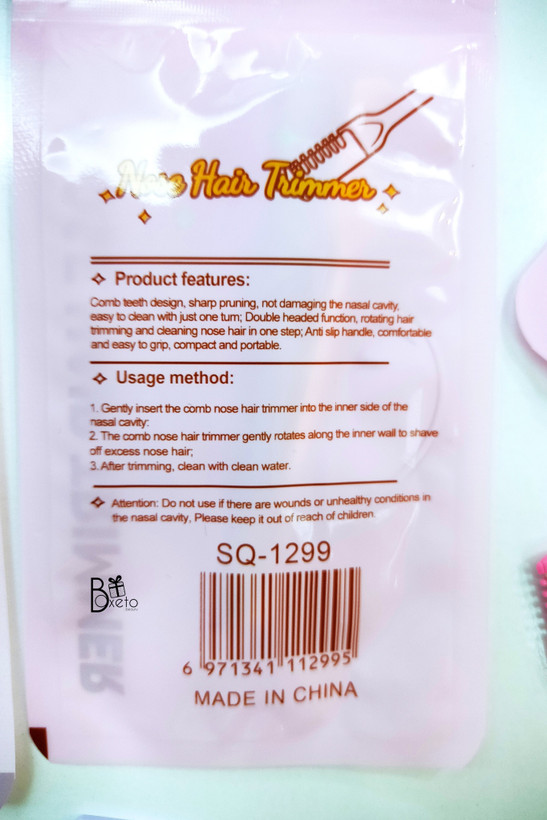 Nose Hair Trimmer
Product features:
Comb teeth design, sharp pruning, not damaging the nasal cavity,
easy to clean with just one turn; Double headed function, rotating hair
trimming and cleaning nose hair in one step; Anti slip handle, comfortable
and easy to grip, compact and portable.
Usage method:
1. Gently insert the comb nose hair trimmer into the inner side of the
nasal cavity:
2. The comb nose hair trimmer gently rotates along the inner wall to shave
off excess nose hair;
3. After trimming, clean with clean water.
Attention: Do not use if there are wounds or unhealthy conditions in
the nasal cavity, Please keep it out of reach of children.
SQ-1299
6 971341 112995
MADE IN CHINA
Boxeto